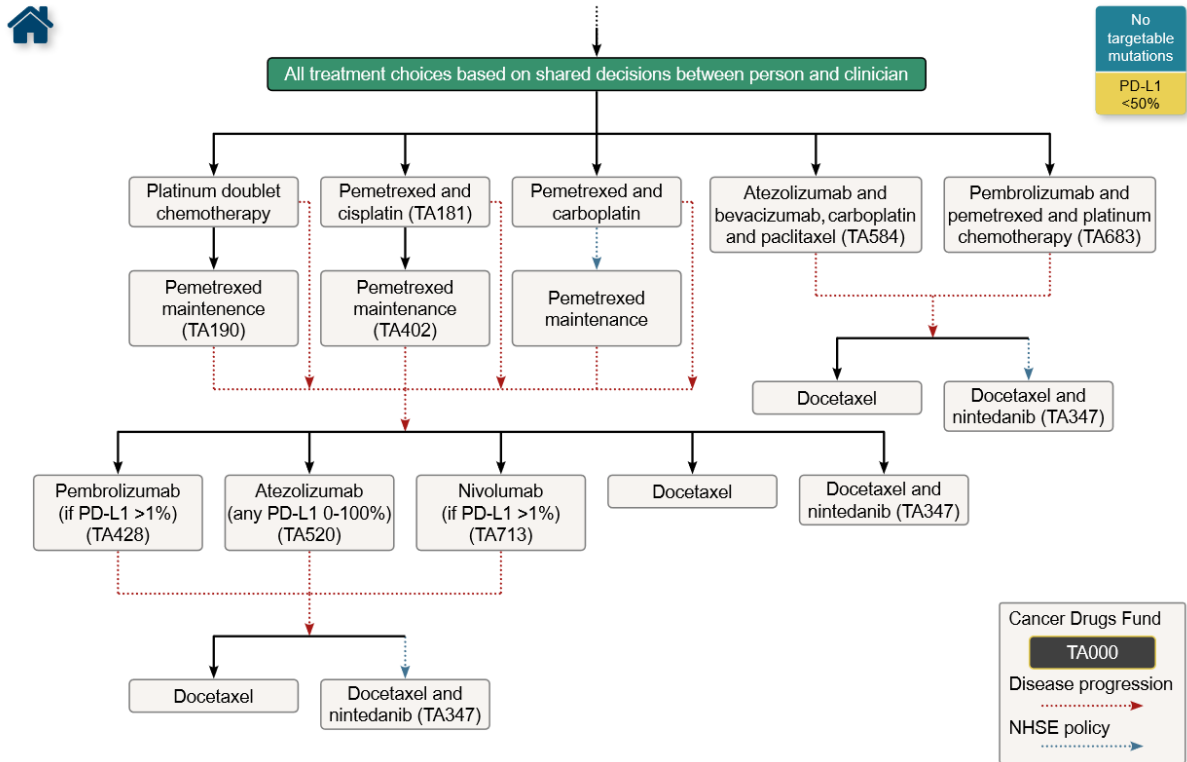 No
targetable
mutations
PD-L1
<50%
All treatment choices based on shared decisions between person and clinician
Platinum doublet
chemotherapy
Pemetrexed and
cisplatin (TA181)
Pemetrexed and
carboplatin
Atezolizumab and
bevacizumab, carboplatin
and paclitaxel (TA584)
Pembrolizumab and
pemetrexed and platinum
chemotherapy (TA683)
Pemetrexed
maintenence
(TA190)
Pemetrexed
maintenance
(TA402)
Pemetrexed
maintenance
Docetaxel
Docetaxel and
nintedanib (TA347)
Pembrolizumab
(if PD-L1 >1%)
(TA428)
Atezolizumab
(any PD-L1 0-100%)
(TA520)
Nivolumab
(if PD-L1 >1%)
(TA713)
Docetaxel
Docetaxel and
nintedanib (TA347)
Docetaxel
Docetaxel and
nintedanib (TA347)
Cancer Drugs Fund
TA000
Disease progression
NHSE policy